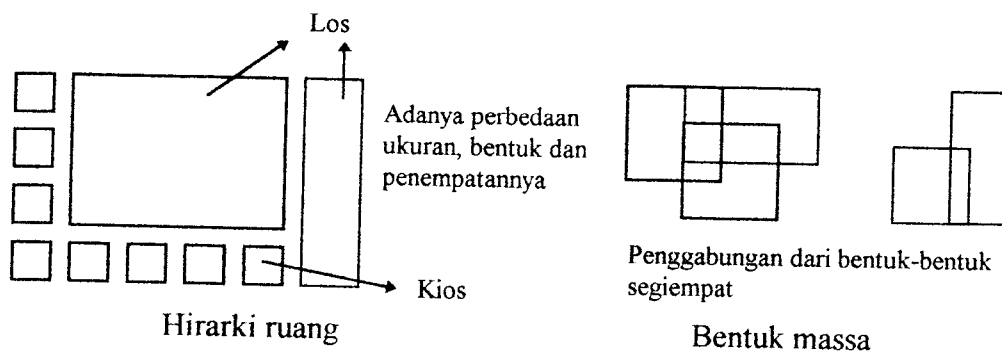 Los
Adanya perbedaan
ukuran, bentuk dan
penempatannya
Kios
Hirarki ruang
Penggabungan dari bentuk-bentuk
segiempat
Bentuk massa